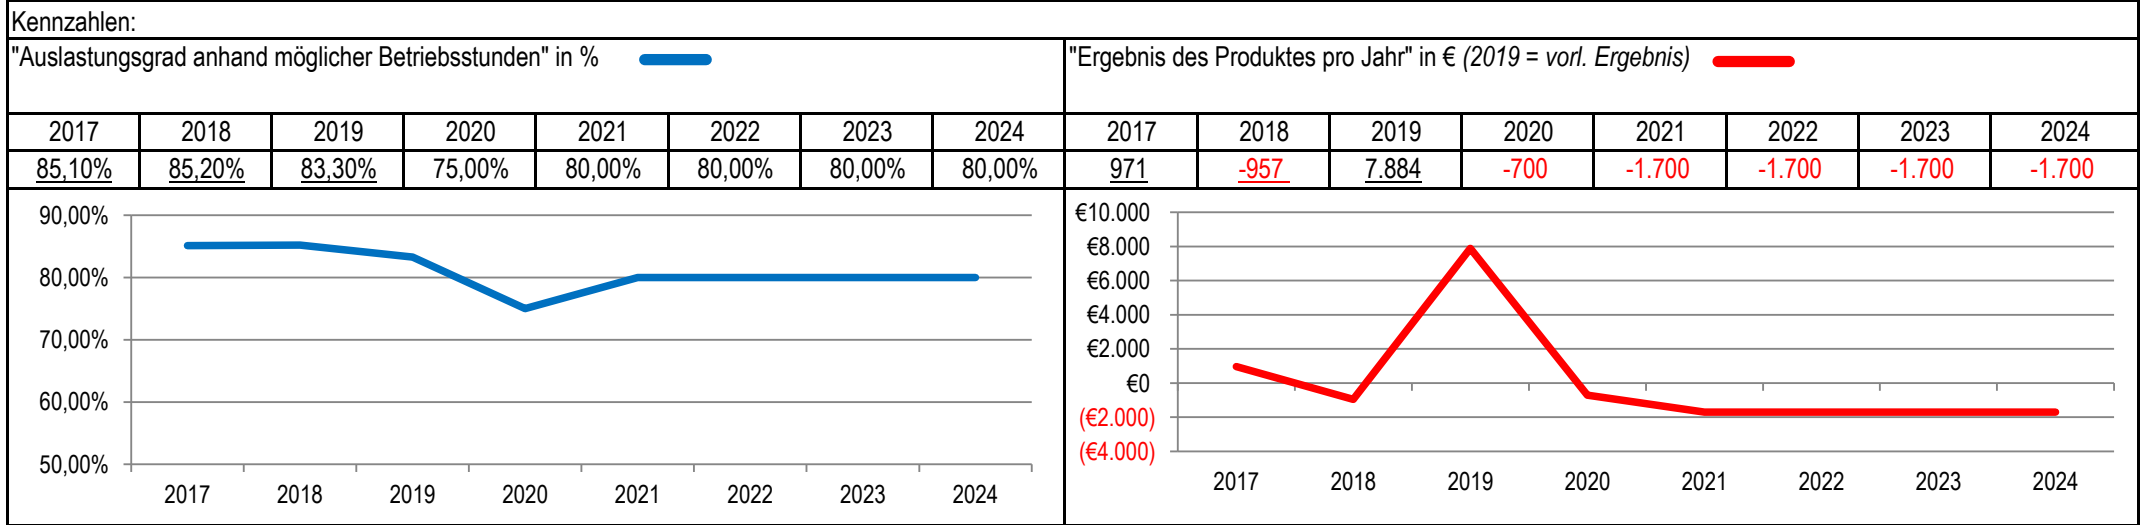 Kennzahlen:
"Auslastungsgrad anhand möglicher Betriebsstunden" in %
2017 2018 2019 2020 2021 2022 2023 2024
85,10% 85,20% 83,30% 75,00% 80,00% 80,00% 80,00% 80,00%
90,00%
80,00%
70,00%
60,00%
50,00%
2017 2018 2019 2020 2021 2022 2023 2024
"Ergebnis des Produktes pro Jahr" in € (2019 = vorl. Ergebnis)
2017 2018 2019 2020 2021 2022 2023 2024
971 -957 7.884 -700 -1.700 -1.700 -1.700 -1.700
€10.000
€8.000
€6.000
€4.000
€2.000
€0
(€2.000)
(€4.000)
2017 2018 2019 2020 2021 2022 2023 2024